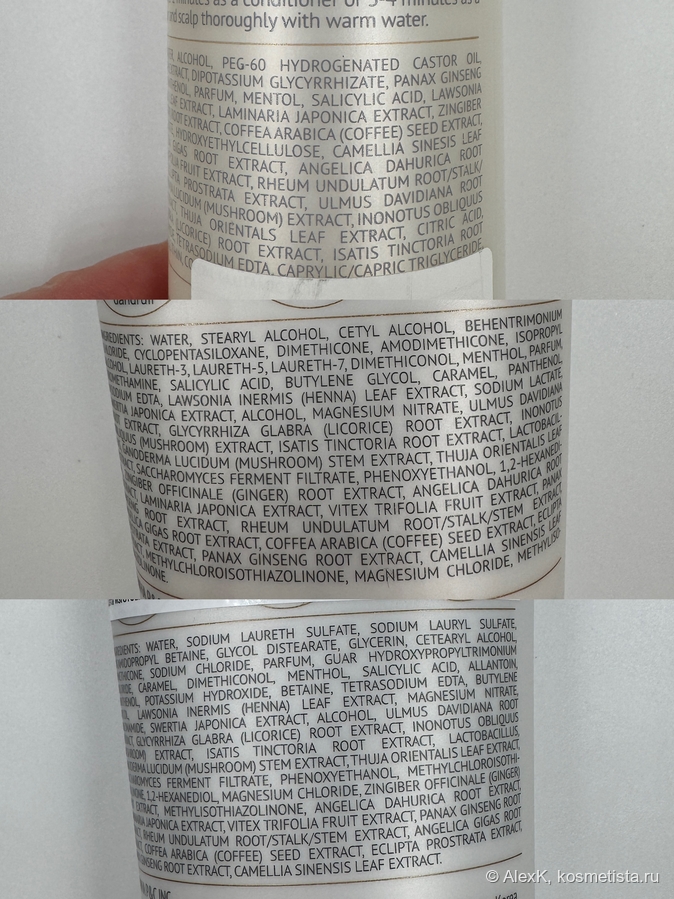 minutes as a conditioner or 3-4 minutes as a
and scalp thoroughly with warm water.
ALCOHOL, PEG-60 HYDROGENATED CASTOR OIL,
EXTRACT, DIPOTASSIUM GLYCYRRHIZATE, PANAX GINSENG
PARFUM, MENTOL, SALICYLIC ACID, LAWSONIA
LEAF EXTRACT, LAMINARIA JAPONICA EXTRACT, ZINGIBER
ROOT EXTRACT, COFFEA ARABICA (COFFEE) SEED EXTRACT,
HYDROXYETHYLCELLULOSE, CAMELLIA SINESIS LEAF
GIGAS ROOT EXTRACT, ANGELICA DAHURICA ROOT
FRUIT EXTRACT, RHEUM UNDULATUM ROOT/STALK/
PROSTRATA EXTRACT, ULMUS DAVIDIANA ROOT
LUCIDUM (MUSHROOM) EXTRACT, INONOTUS OBLIQUUS
THUJA ORIENTALS LEAF EXTRACT, CITRIC ACID,
(LICORICE) ROOT EXTRACT, ISATIS TINCTORIA ROOT
TETRASODIUM EDTA, CAPRYLIC/CAPRIC TRIGLYCERIDE
dandruff
INGREDIENTS: WATER, STEARYL ALCOHOL, CETYL ALCOHOL, BEHENTRIMONIUM
CYCLOPENTASILOXANE, DIMETHICONE, AMODIMETHICONE, ISOPROPYL
LAURETH-3, LAURETH-5, LAURETH-7, DIMETHICONOL, MENTHOL, PARFUM,
SALICYLIC ACID, BUTYLENE GLYCOL, CARAMEL, PANTHENOL,
EDTA, LAWSONIA INERMIS (HENNA) LEAF EXTRACT, SODIUM LACTATE,
JAPONICA EXTRACT, ALCOHOL, MAGNESIUM NITRATE, ULMUS DAVIDIANA
EXTRACT, GLYCYRRHIZA GLABRA (LICORICE) ROOT EXTRACT, INONOTUS
(MUSHROOM) EXTRACT, ISATIS TINCTORIA ROOT EXTRACT, LACTOBACIL-
GANODERMA LUCIDUM (MUSHROOM) STEM EXTRACT, THUJA ORIENTALIS LEAF
SACCHAROMYCES FERMENT FILTRATE, PHENOXYETHANOL, 1,2-HEXANEDI-
ZINGIBER OFFICINALE (GINGER) ROOT EXTRACT, ANGELICA DAHURICA ROOT
LAMINARIA JAPONICA EXTRACT, VITEX TRIFOLIA FRUIT EXTRACT, PANAX
GIGAS ROOT EXTRACT, RHEUM UNDULATUM ROOT/STALK/STEM EXTRACT,
EXTRACT, COFFEA ARABICA (COFFEE) SEED EXTRACT, ECLIPTA
EXTRACT, PANAX GINSENG ROOT EXTRACT, CAMELLIA SINENSIS LEAF
METHYLCHLOROISOTHIAZOLINONE, MAGNESIUM CHLORIDE, METHYLISO
WATER, SODIUM LAURETH SULFATE, SODIUM LAURYL SULFATE,
BETAINE, GLYCOL DISTEARATE, GLYCERIN, CETEARYL ALCOHOL,
SODIUM CHLORIDE, PARFUM, GUAR HYDROXYPROPYLTRIMONIUM
CARAMEL, DIMETHICONOL, MENTHOL, SALICYLIC ACID, ALLANTOIN,
POTASSIUM HYDROXIDE, BETAINE, TETRASODIUM EDTA, BUTYLENE
LAWSONIA INERMIS (HENNA) LEAF EXTRACT, MAGNESIUM NITRATE,
SWERTIA JAPONICA EXTRACT, ALCOHOL, ULMUS DAVIDIANA ROOT
GLYCYRRHIZA GLABRA (LICORICE) ROOT EXTRACT, INONOTUS OBLIQUUS
EXTRACT, ISATIS TINCTORIA ROOT EXTRACT, LACTOBACILLUS,
LUCIDUM (MUSHROOM) STEM EXTRACT, THUJA ORIENTALIS LEAF EXTRACT,
FERMENT FILTRATE, PHENOXYETHANOL, METHYLCHLOROISOTHI-
1,2-HEXANEDIOL, MAGNESIUM CHLORIDE, ZINGIBER OFFICINALE (GINGER)
EXTRACT, METHYLISOTHIAZOLINONE, ANGELICA DAHURICA ROOT EXTRACT,
JAPONICA EXTRACT, VITEX TRIFOLIA FRUIT EXTRACT, PANAX GINSENG ROOT
RHEUM UNDULATUM ROOT/STALK/STEM EXTRACT, ANGELICA GIGAS ROOT
COFFEA ARABICA (COFFEE) SEED EXTRACT, ECLIPTA PROSTRATA EXTRACT,
GINSENG ROOT EXTRACT, CAMELLIA SINENSIS LEAF EXTRACT.
© AlexK, kosmetista.ru